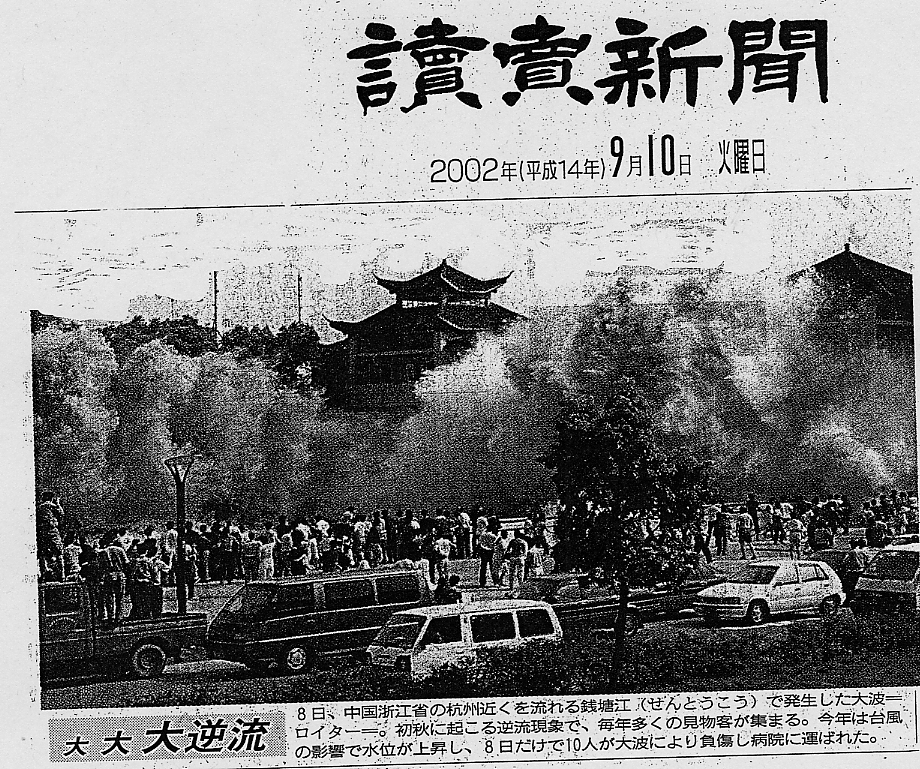 讀賣新聞
2002年(平成14年)9月10日 火曜日
大 大 大逆流
8日、中国浙江省の杭州近くを流れる銭塘江（せんとうこう）で発生した大波＝
ロイター＝。初秋に起こる逆流現象で、毎年多くの見物客が集まる。今年は台風
の影響で水位が上昇し、8日だけで10人が大波により負傷し病院に運ばれた。